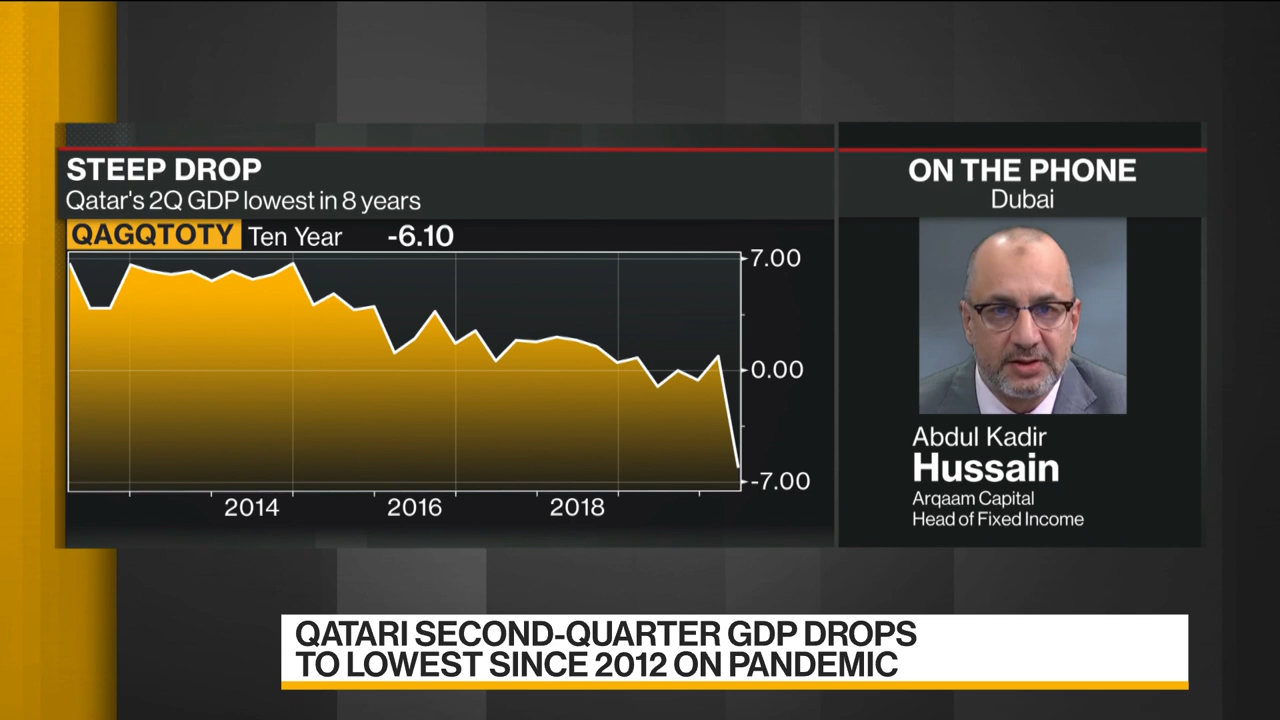 STEEP DROP
Qatar's 2Q GDP lowest in 8 years
QAGQTOTY Ten Year -6.10
7.00
0.00
-7.00
2014 2016 2018
ON THE PHONE
Dubai
Abdul Kadir
Hussain
Arqaam Capital
Head of Fixed Income
QATARI SECOND-QUARTER GDP DROPS
TO LOWEST SINCE 2012 ON PANDEMIC